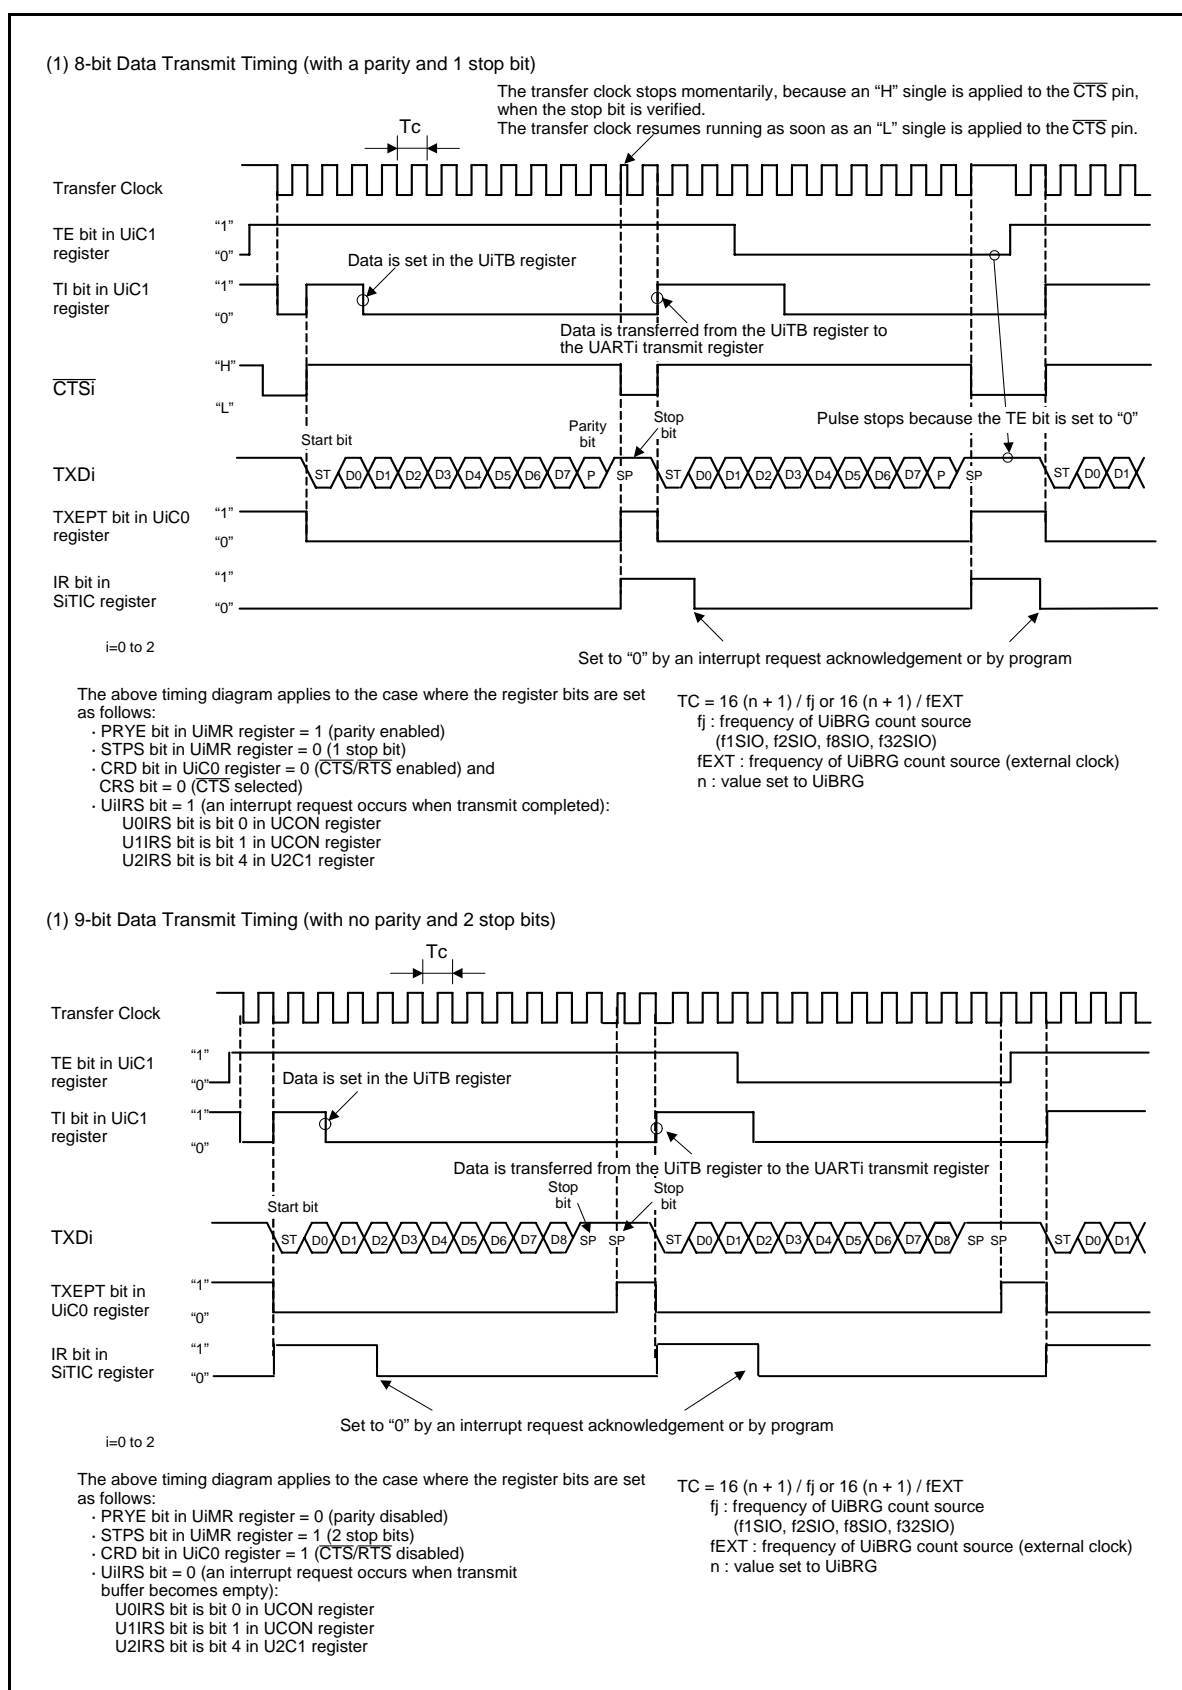 (1) 8-bit Data Transmit Timing (with a parity and 1 stop bit)
The transfer clock stops momentarily, because an “H” single is applied to the CTS pin,
when the stop bit is verified.
The transfer clock resumes running as soon as an “L” single is applied to the CTS pin.
Tc
Transfer Clock
TE bit in UiC1
register
“1”
“0”
Data is set in the UiTB register
TI bit in UiC1
register
“1”
“0”
Data is transferred from the UiTB register to
the UARTi transmit register
CTSi
“H”
“L”
Pulse stops because the TE bit is set to “0”
Start bit
Parity
bit
Stop
bit
TXDi
ST D0 D1 D2 D3 D4 D5 D6 D7 P SP ST D0 D1 D2 D3 D4 D5 D6 D7 P SP ST D0 D1
TXEPT bit in UiC0
register
“1”
“0”
IR bit in
SiTIC register
“1”
“0”
i=0 to 2
Set to “0” by an interrupt request acknowledgement or by program
The above timing diagram applies to the case where the register bits are set
as follows:
· PRYE bit in UiMR register = 1 (parity enabled)
· STPS bit in UiMR register = 0 (1 stop bit)
· CRD bit in UiC0 register = 0 (CTS/RTS enabled) and
CRS bit = 0 (CTS selected)
· UiIRS bit = 1 (an interrupt request occurs when transmit completed):
U0IRS bit is bit 0 in UCON register
U1IRS bit is bit 1 in UCON register
U2IRS bit is bit 4 in U2C1 register
TC = 16 (n + 1) / fj or 16 (n + 1) / fEXT
fj : frequency of UiBRG count source
(f1SIO, f2SIO, f8SIO, f32SIO)
fEXT : frequency of UiBRG count source (external clock)
n : value set to UiBRG
(1) 9-bit Data Transmit Timing (with no parity and 2 stop bits)
Tc
Transfer Clock
TE bit in UiC1
register
“1”
“0”
Data is set in the UiTB register
TI bit in UiC1
register
“1”
“0”
Data is transferred from the UiTB register to the UARTi transmit register
Start bit
Stop
bit
Stop
bit
TXDi
ST D0 D1 D2 D3 D4 D5 D6 D7 D8 SP SP ST D0 D1 D2 D3 D4 D5 D6 D7 D8 SP SP ST D0 D1
TXEPT bit in
UiC0 register
“1”
“0”
IR bit in
SiTIC register
“1”
“0”
Set to “0” by an interrupt request acknowledgement or by program
i=0 to 2
The above timing diagram applies to the case where the register bits are set
as follows:
· PRYE bit in UiMR register = 0 (parity disabled)
· STPS bit in UiMR register = 1 (2 stop bits)
· CRD bit in UiC0 register = 1 (CTS/RTS disabled)
· UiIRS bit = 0 (an interrupt request occurs when transmit
buffer becomes empty):
U0IRS bit is bit 0 in UCON register
U1IRS bit is bit 1 in UCON register
U2IRS bit is bit 4 in U2C1 register
TC = 16 (n + 1) / fj or 16 (n + 1) / fEXT
fj : frequency of UiBRG count source
(f1SIO, f2SIO, f8SIO, f32SIO)
fEXT : frequency of UiBRG count source (external clock)
n : value set to UiBRG